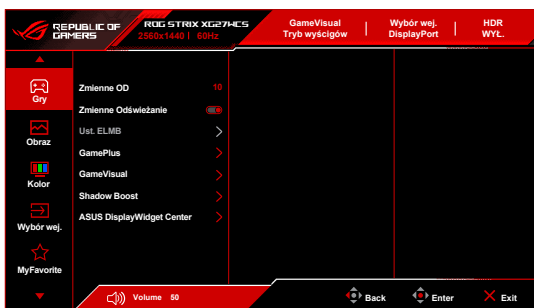 REPUBLIC OF GAMERS
ROG STRIX XG27WCS
2560x1440 | 60Hz
GameVisual
Tryb wyścigów
Wybór wej.
DisplayPort
HDR
WYŁ.
Gry
Obraz
Kolor
Wybór wej.
MyFavorite
Zmienne OD 10
Zmienne Odświeżanie
Ust. ELMB
GamePlus
GameVisual
Shadow Boost
ASUS DisplayWidget Center
Volume 50
Back
Enter
Exit